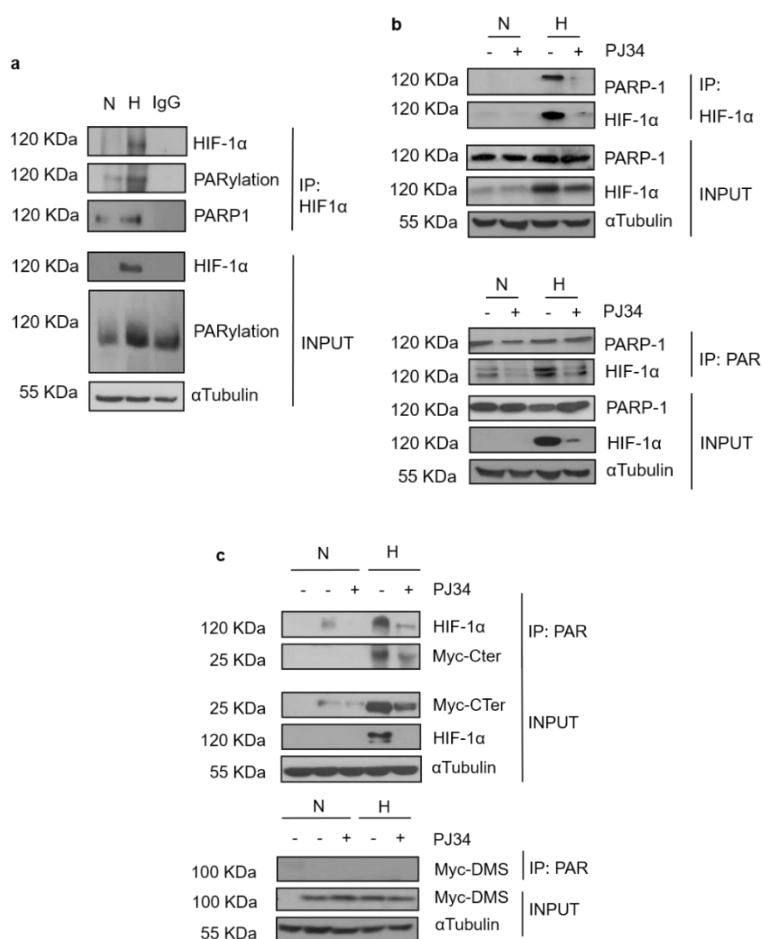 a
N H IgG
120 KDa HIF-1α
120 KDa PARylation
120 KDa PARP1
IP:
HIF1α
120 KDa HIF-1α
120 KDa PARylation
55 KDa αTubulin
INPUT
b
N H
- + - + PJ34
120 KDa PARP-1
120 KDa HIF-1α
IP:
HIF-1α
120 KDa PARP-1
120 KDa HIF-1α
55 KDa αTubulin
INPUT
N H
- + - + PJ34
120 KDa PARP-1
120 KDa HIF-1α
IP: PAR
120 KDa PARP-1
120 KDa HIF-1α
55 KDa αTubulin
INPUT
c
N H
- - + - + PJ34
120 KDa HIF-1α
25 KDa Myc-Cter
IP: PAR
25 KDa Myc-CTer
120 KDa HIF-1α
55 KDa αTubulin
INPUT
N H
- - + - + PJ34
100 KDa Myc-DMS IP: PAR
100 KDa Myc-DMS
55 KDa αTubulin
INPUT